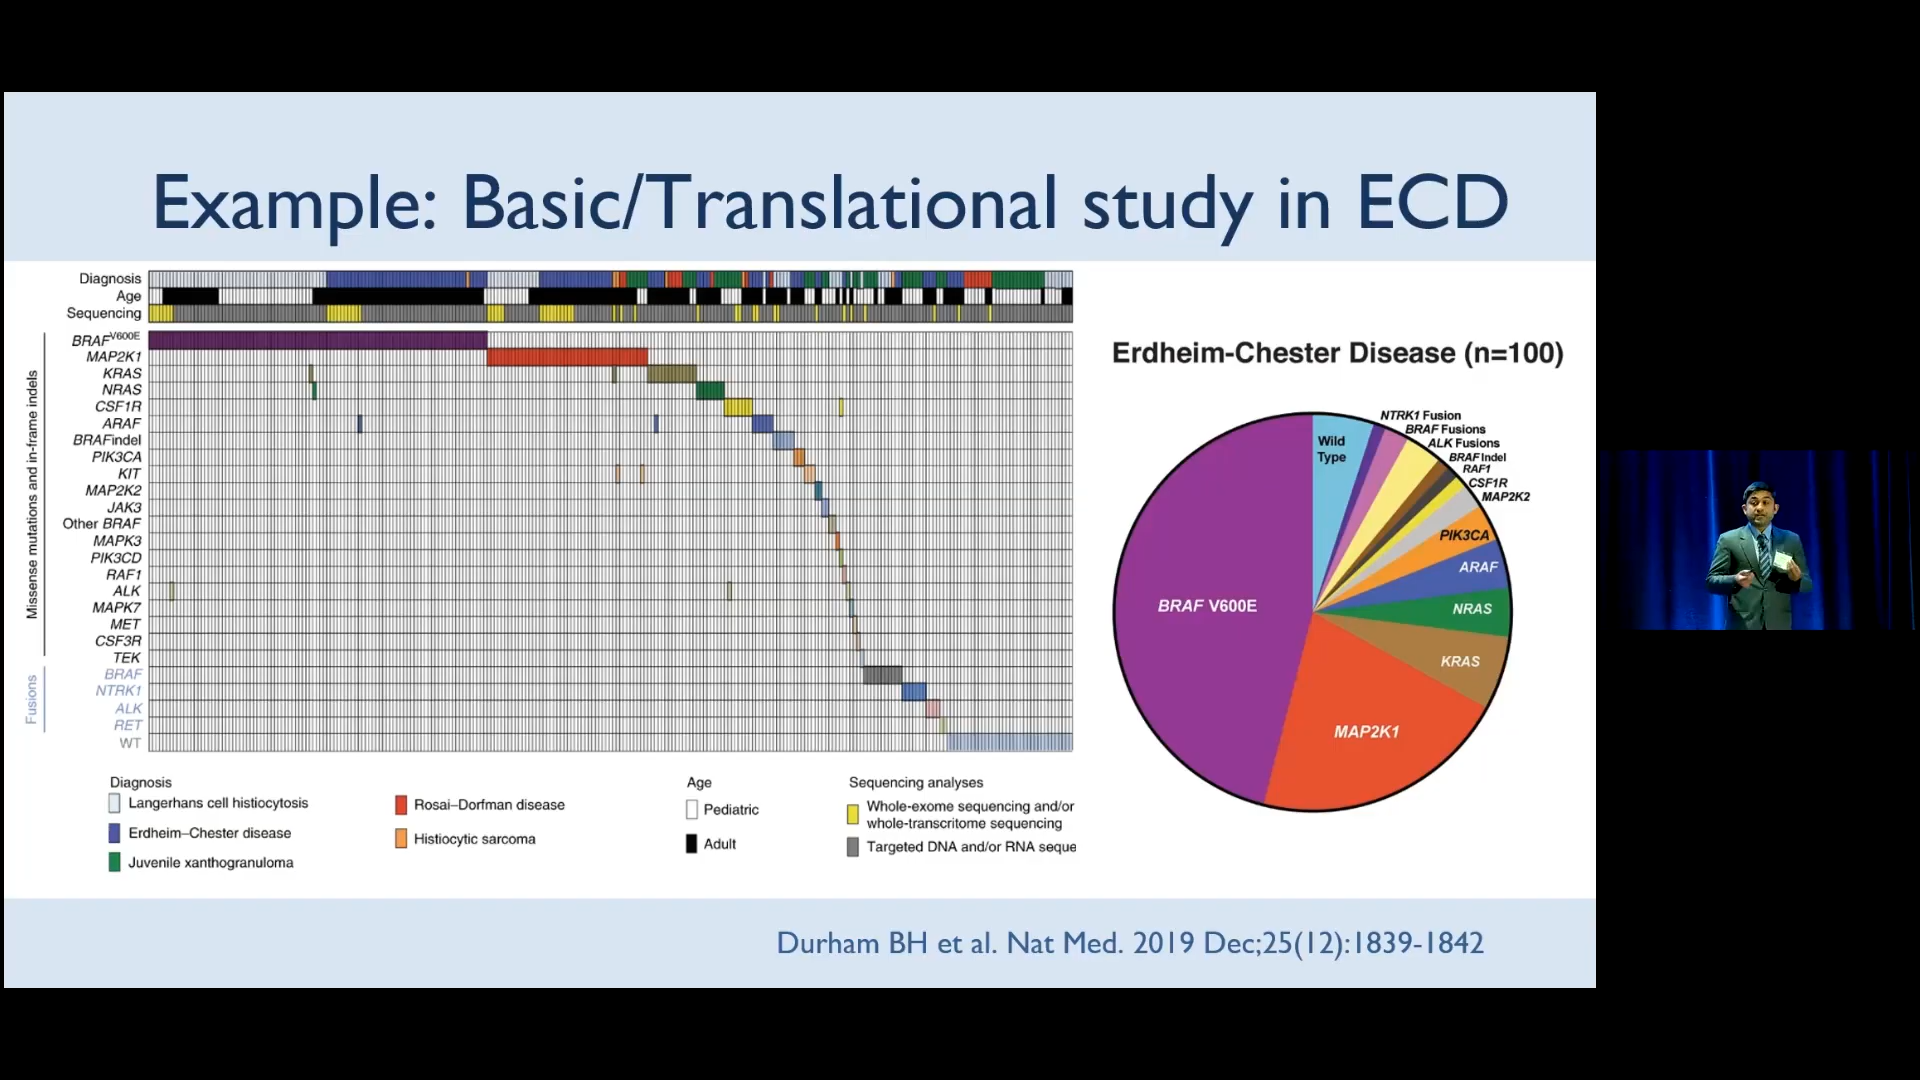 Example: Basic/Translational study in ECD
Diagnosis
Age
Sequencing
Missense mutations and in-frame indels
BRAFV600E
MAP2K1
KRAS
NRAS
CSF1R
ARAF
BRAFindel
PIK3CA
KIT
MAP2K2
JAK3
Other BRAF
MAPK3
PIK3CD
RAF1
ALK
MAPK7
MET
CSF3R
TEK
Fusions
BRAF
NTRK1
ALK
RET
WT
Diagnosis
Langerhans cell histiocytosis
Erdheim–Chester disease
Juvenile xanthogranuloma
Rosai–Dorfman disease
Histiocytic sarcoma
Age
Pediatric
Adult
Sequencing analyses
Whole-exome sequencing and/or
whole-transcritome sequencing
Targeted DNA and/or RNA seque
Erdheim-Chester Disease (n=100)
Wild
Type
NTRK1 Fusion
BRAF Fusions
ALK Fusions
BRAF Indel
RAF1
CSF1R
MAP2K2
PIK3CA
ARAF
NRAS
KRAS
MAP2K1
BRAF V600E
Durham BH et al. Nat Med. 2019 Dec;25(12):1839-1842